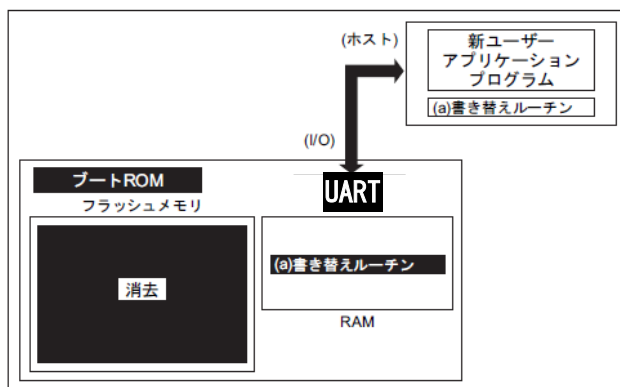 (ホスト)
新ユーザー
アプリケーション
プログラム
(a)書き替えルーチン
(I/O)
ブートROM
UART
フラッシュメモリ
消去
(a)書き替えルーチン
RAM